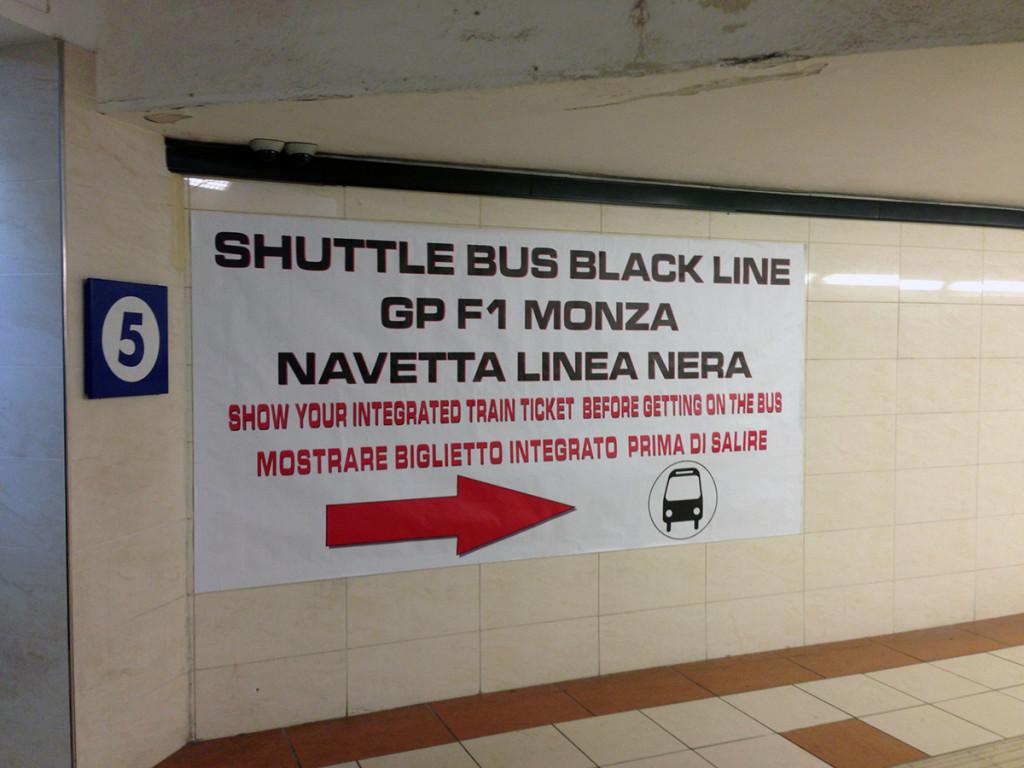 5
SHUTTLE BUS BLACK LINE
GP F1 MONZA
NAVETTA LINEA NERA
SHOW YOUR INTEGRATED TRAIN TICKET BEFORE GETTING ON THE BUS
MOSTRARE BIGLIETTO INTEGRATO PRIMA DI SALIRE